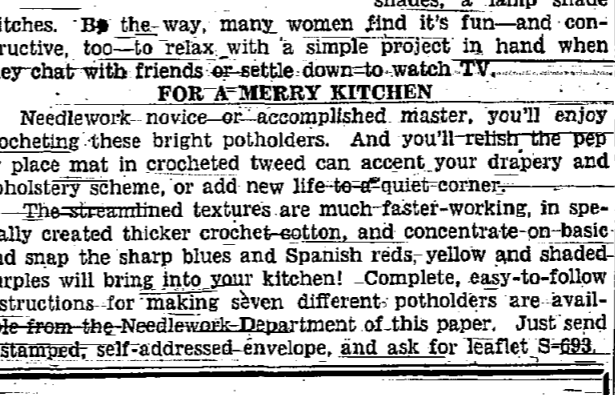 shades, a lamp shade
itches. By the way, many women find it's fun—and con-
ructive, too—to relax with a simple project in hand when
ey chat with friends or settle down to watch TV.
FOR A MERRY KITCHEN
Needlework novice or accomplished master, you'll enjoy
ocheting these bright potholders. And you'll relish the pep
place mat in crocheted tweed can accent your drapery and
pholstery scheme, or add new life to a quiet corner.
The streamlined textures are much faster-working, in spe-
ally created thicker crochet cotton, and concentrate on basic
nd snap the sharp blues and Spanish reds, yellow and shaded
urples will bring into your kitchen! Complete, easy-to-follow
structions for making seven different potholders are avail-
ble from the Needlework Department of this paper. Just send
stamped, self-addressed envelope, and ask for leaflet S-693.